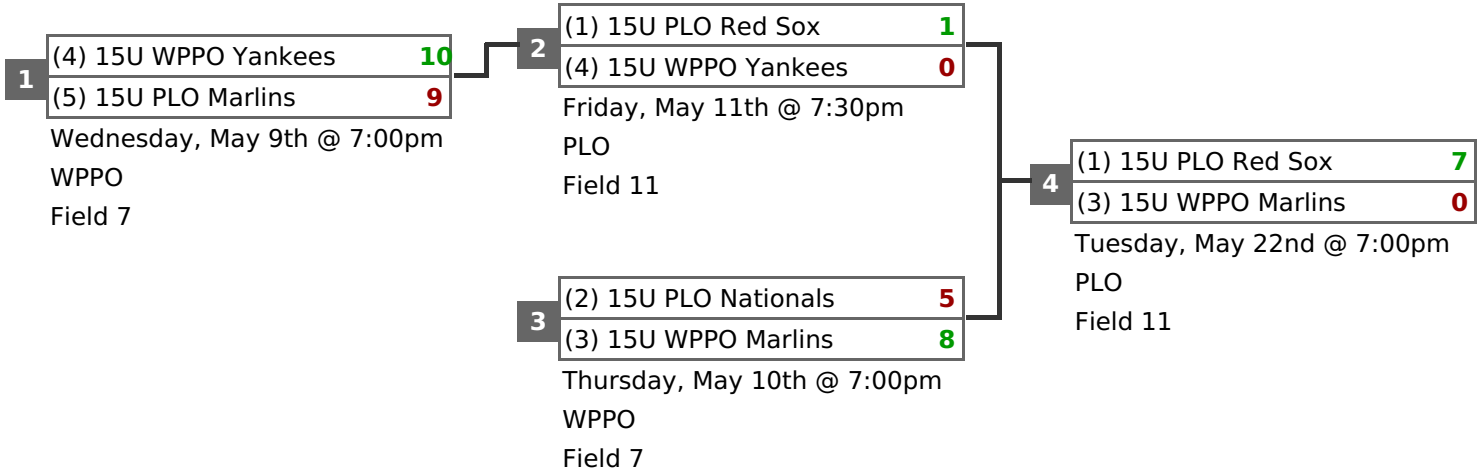 1
(4) 15U WPPO Yankees 10
(5) 15U PLO Marlins 9
Wednesday, May 9th @ 7:00pm
WPPO
Field 7
2
(1) 15U PLO Red Sox 1
(4) 15U WPPO Yankees 0
Friday, May 11th @ 7:30pm
PLO
Field 11
3
(2) 15U PLO Nationals 5
(3) 15U WPPO Marlins 8
Thursday, May 10th @ 7:00pm
WPPO
Field 7
4
(1) 15U PLO Red Sox 7
(3) 15U WPPO Marlins 0
Tuesday, May 22nd @ 7:00pm
PLO
Field 11